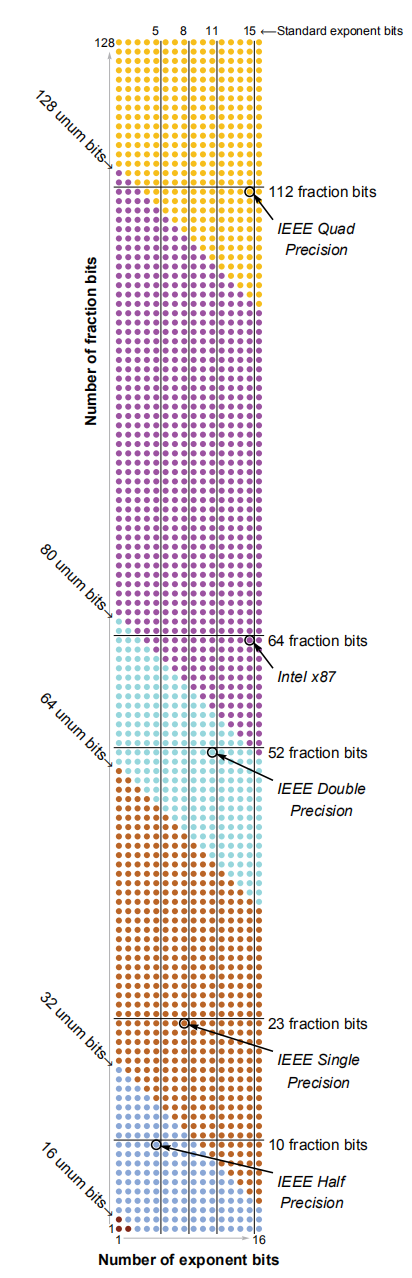 5 8 11 15 ←Standard exponent bits
128
128 unum bits→
112 fraction bits
IEEE Quad
Precision
Number of fraction bits
80 unum bits→
64 fraction bits
Intel x87
64 unum bits→
52 fraction bits
IEEE Double
Precision
32 unum bits→
23 fraction bits
IEEE Single
Precision
10 fraction bits
16 unum bits→
IEEE Half
Precision
1
1 16
Number of exponent bits